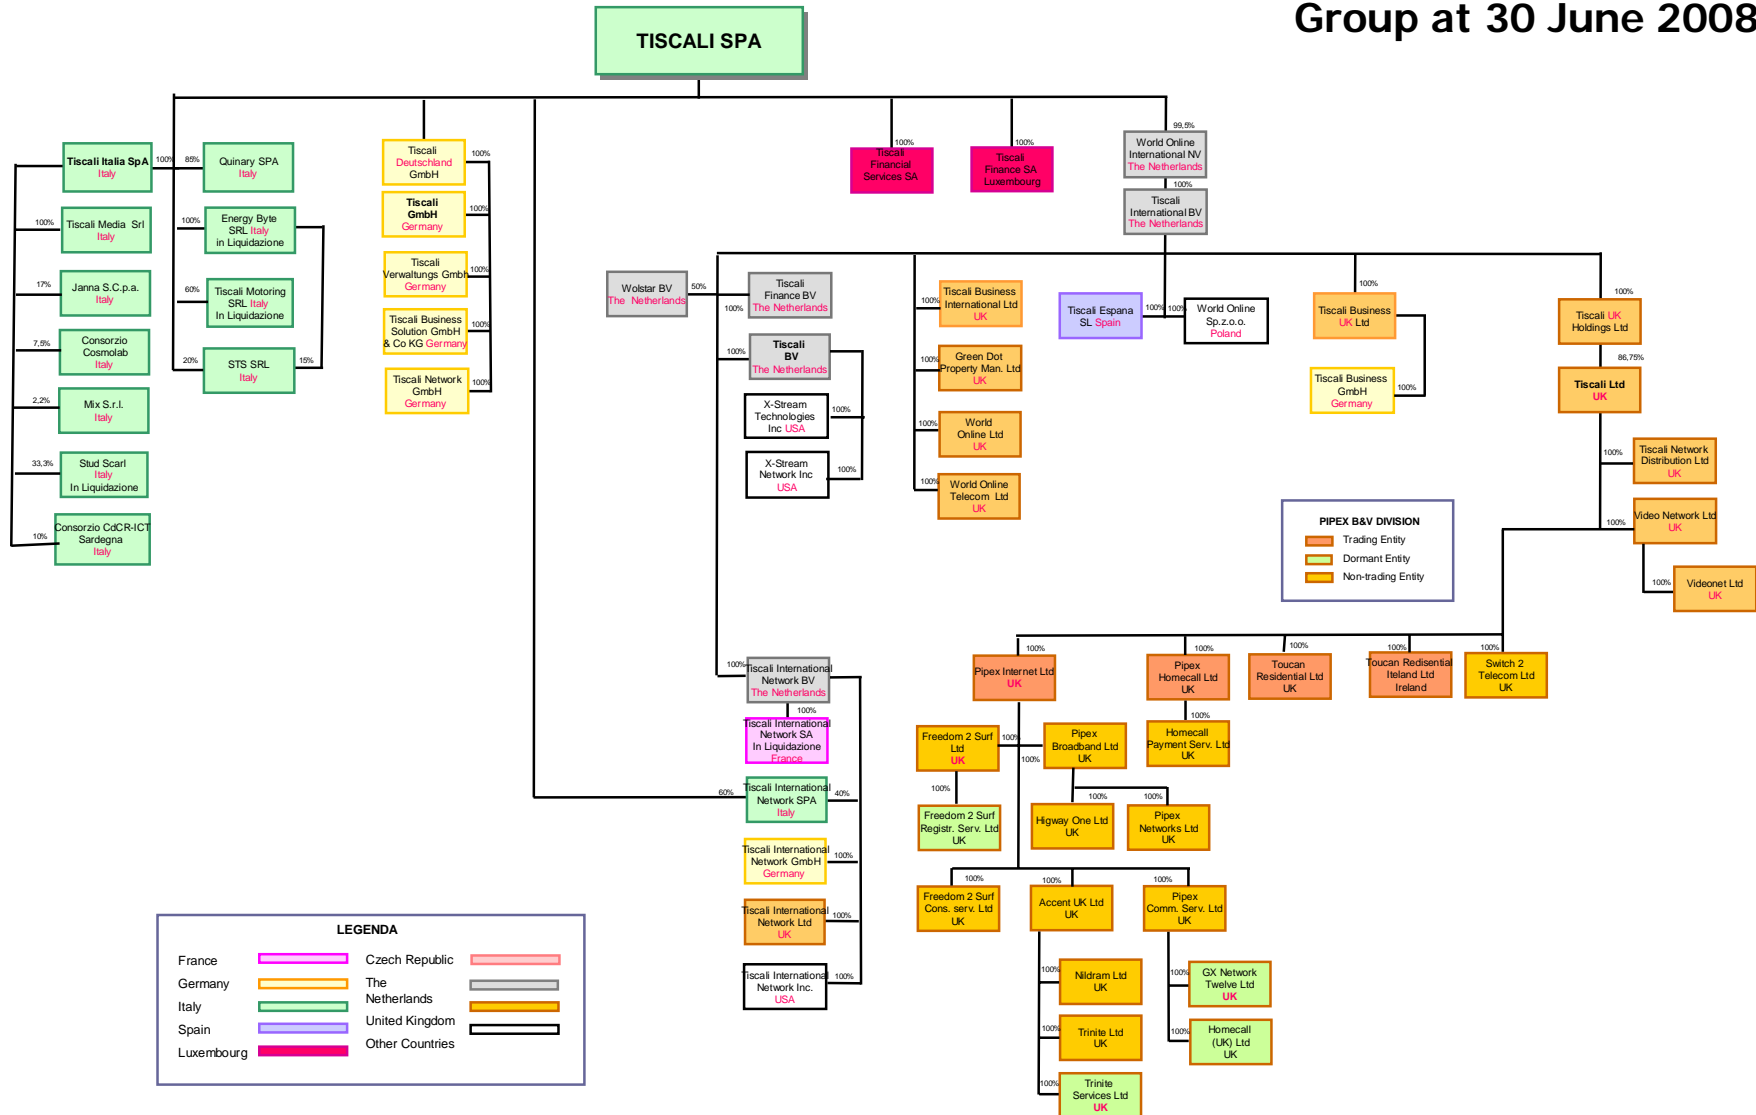 Group at 30 June 2008
TISCALI SPA
Tiscali Italia SpA
Italy
100%
85%
Quinary SPA
Italy
100%
Tiscali Media Srl
Italy
100%
Energy Byte
SRL Italy
in Liquidazione
17%
Janna S.C.p.a.
Italy
60%
Tiscali Motoring
SRL Italy
In Liquidazione
7,5%
Consorzio
Cosmolab
Italy
20%
STS SRL
Italy
15%
2,2%
Mix S.r.l.
Italy
33,3%
Stud Scarl
Italy
In Liquidazione
10%
Consorzio CdCR-ICT
Sardegna
Italy
Tiscali
Deutschland
GmbH
100%
Tiscali
GmbH
Germany
100%
Tiscali
Verwaltungs Gmbh
Germany
100%
Tiscali Business
Solution GmbH
& Co KG Germany
100%
Tiscali Network
GmbH
Germany
100%
100%
Tiscali
Financial
Services SA
100%
Tiscali
Finance SA
Luxembourg
99,5%
World Online
International NV
The Netherlands
100%
Tiscali
International BV
The Netherlands
Wolstar BV
The Netherlands
50%
100%
Tiscali
Finance BV
The Netherlands
100%
Tiscali
BV
The Netherlands
X-Stream
Technologies
Inc USA
100%
X-Stream
Network Inc
USA
100%
100%
Tiscali Business
International Ltd
UK
100%
Green Dot
Property Man. Ltd
UK
100%
World
Online Ltd
UK
100%
World Online
Telecom Ltd
UK
Tiscali Espana
SL Spain
100%
100%
World Online
Sp.z.o.o.
Poland
100%
Tiscali Business
UK Ltd
Tiscali Business
GmbH
Germany
100%
100%
Tiscali UK
Holdings Ltd
86,75%
Tiscali Ltd
UK
100%
Tiscali Network
Distribution Ltd
UK
100%
Video Network Ltd
UK
100%
Videonet Ltd
UK
PIPEX B&V DIVISION
Trading Entity
Dormant Entity
Non-trading Entity
100%
Tiscali International
Network BV
The Netherlands
100%
Tiscali International
Network SA
In Liquidazione
France
60%
Tiscali International
Network SPA
Italy
40%
Tiscali International
Network GmbH
Germany
100%
Tiscali International
Network Ltd
UK
100%
Tiscali International
Network Inc.
USA
100%
100%
Pipex Internet Ltd
UK
100%
Pipex
Homecall Ltd
UK
100%
Toucan
Residential Ltd
UK
100%
Toucan Redisential
Iteland Ltd
Ireland
100%
Switch 2
Telecom Ltd
UK
100%
Homecall
Payment Serv. Ltd
UK
Freedom 2 Surf
Ltd
UK
100%
100%
Pipex
Broadband Ltd
UK
100%
Freedom 2 Surf
Registr. Serv. Ltd
UK
100%
Higway One Ltd
UK
100%
Pipex
Networks Ltd
UK
100%
Freedom 2 Surf
Cons. serv. Ltd
UK
100%
Accent UK Ltd
UK
100%
Pipex
Comm. Serv. Ltd
UK
100%
Nildram Ltd
UK
100%
Trinite Ltd
UK
100%
Trinite
Services Ltd
UK
100%
GX Network
Twelve Ltd
UK
100%
Homecall
(UK) Ltd
UK
LEGENDA
France
Germany
Italy
Spain
Luxembourg
Czech Republic
The
Netherlands
United Kingdom
Other Countries